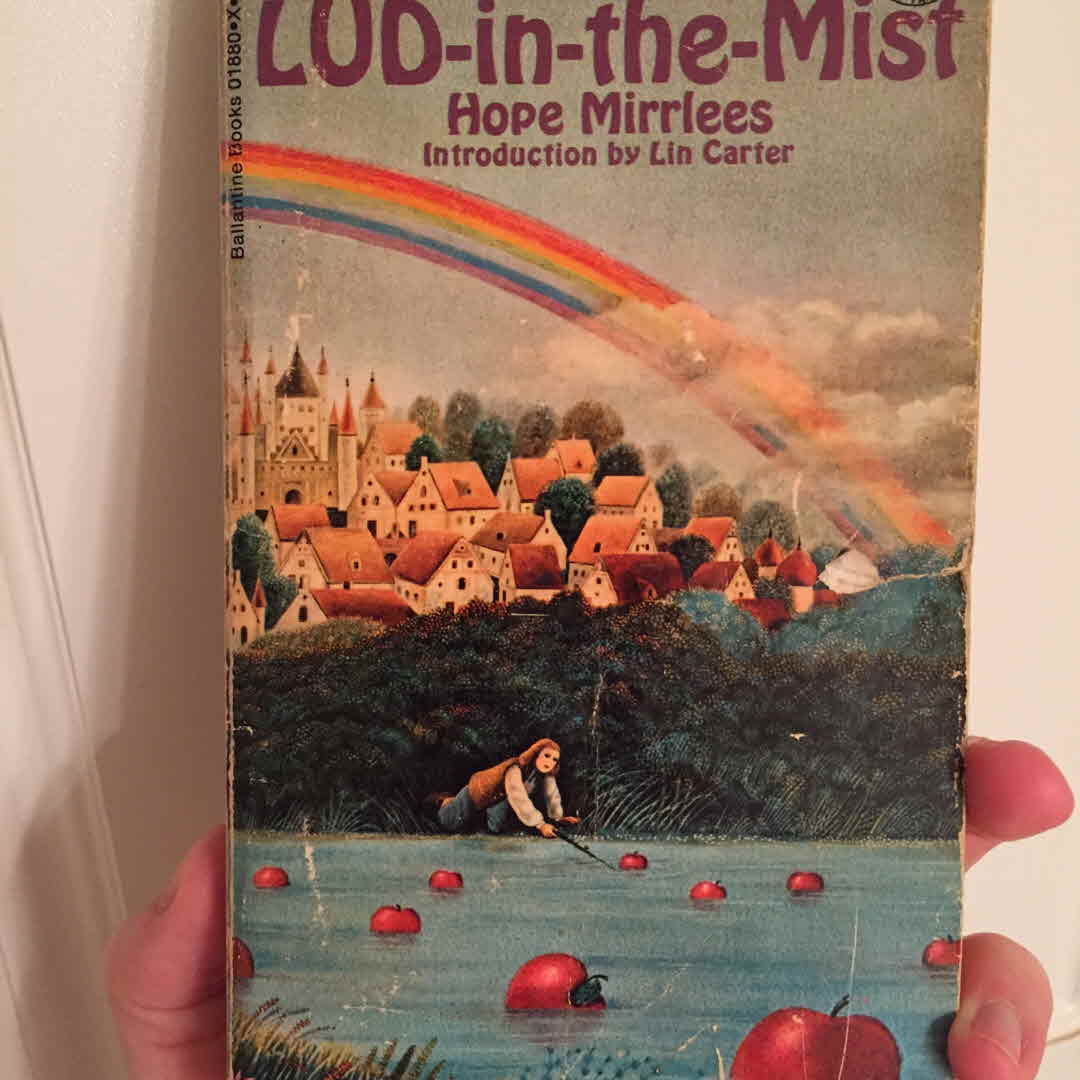 LUD-in-the-Mist
Hope Mirrlees
Introduction by Lin Carter
Ballantine Books 01880•X•